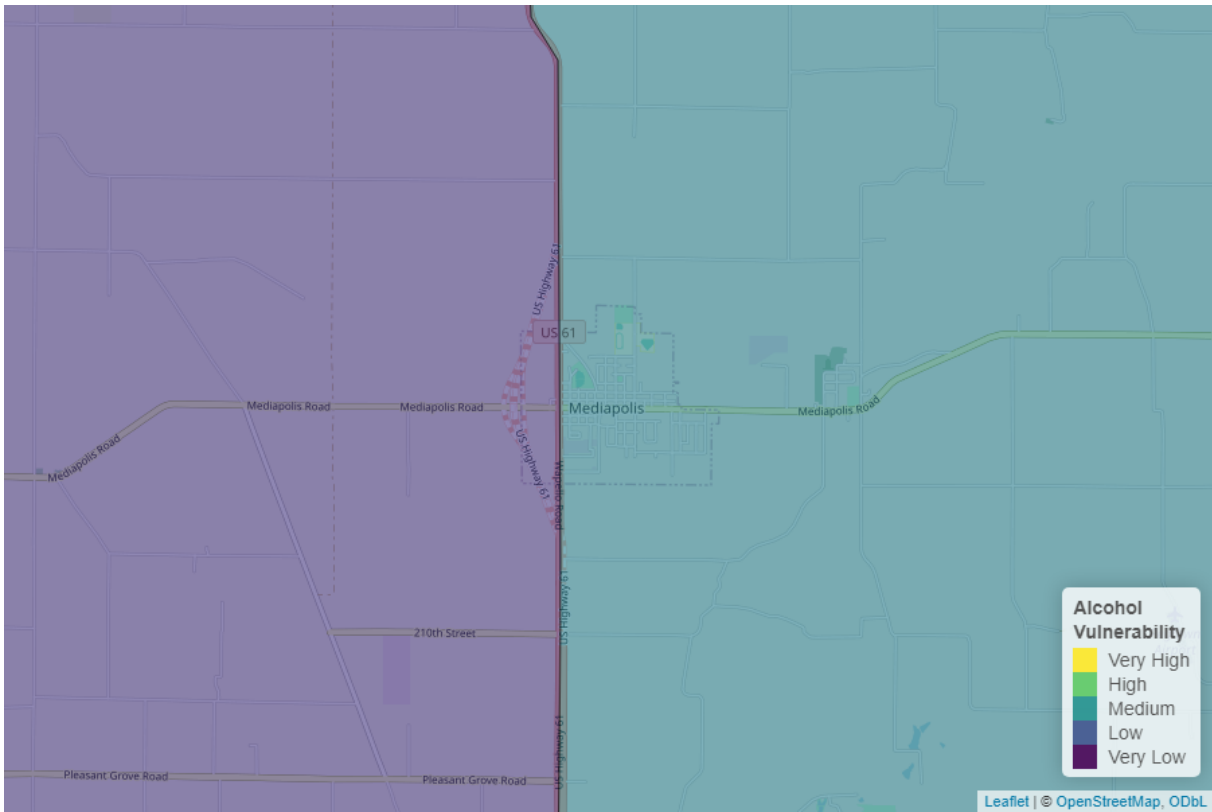 US Highway 61
US 61
Mediapolis Road
Mediapolis Road
Mediapolis
Mediapolis Road
Mediapolis Road
US Highway 61
Wapello Road
US Highway 61
210th Street
US Highway 61
Pleasant Grove Road
Pleasant Grove Road
Alcohol
Vulnerability
Very High
High
Medium
Low
Very Low
Leaflet | © OpenStreetMap, ODbL